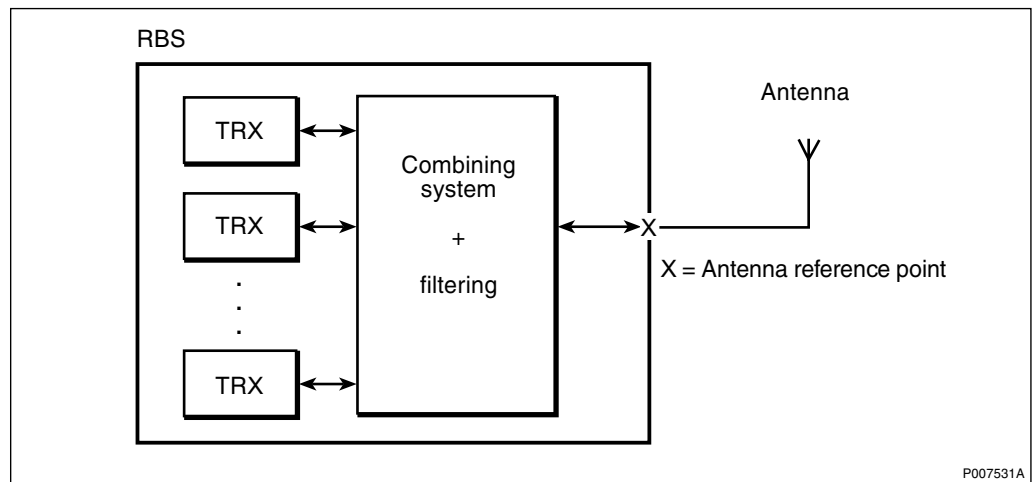 RBS
TRX
TRX
.
.
.
TRX
Combining
system
+
filtering
X
Antenna
X = Antenna reference point
P007531A